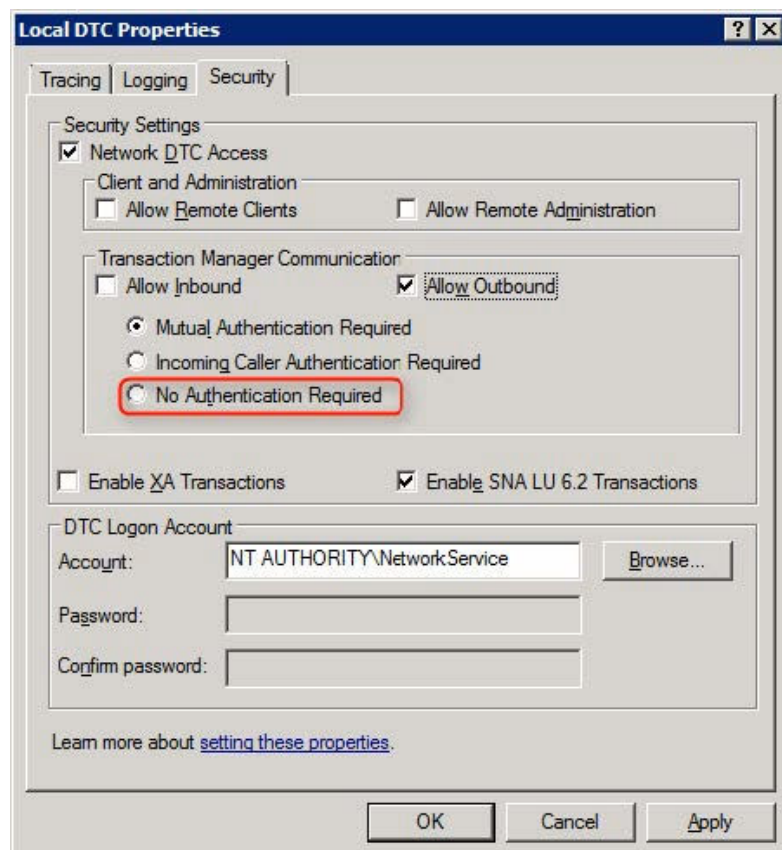 Local DTC Properties
Tracing Logging Security
Security Settings
Network DTC Access
Client and Administration
Allow Remote Clients Allow Remote Administration
Transaction Manager Communication
Allow Inbound Allow Outbound
Mutual Authentication Required
Incoming Caller Authentication Required
No Authentication Required
Enable XA Transactions Enable SNA LU 6.2 Transactions
DTC Logon Account
Account: NT AUTHORITY\NetworkService Browse...
Password:
Confirm password:
Learn more about setting these properties.
OK Cancel Apply